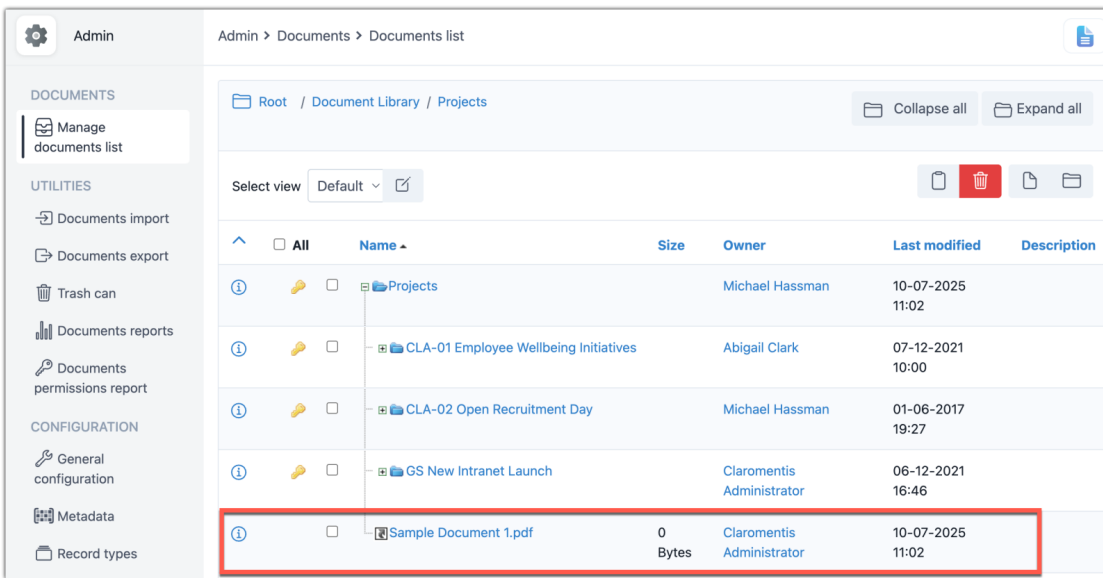 Admin
Admin > Documents > Documents list
DOCUMENTS
Manage
documents list
UTILITIES
Documents import
Documents export
Trash can
Documents reports
Documents
permissions report
CONFIGURATION
General
configuration
Metadata
Record types
Root / Document Library / Projects
Collapse all
Expand all
Select view Default
All Name Size Owner Last modified Description
Projects Michael Hassman 10-07-2025
11:02
CLA-01 Employee Wellbeing Initiatives Abigail Clark 07-12-2021
10:00
CLA-02 Open Recruitment Day Michael Hassman 01-06-2017
19:27
GS New Intranet Launch Claromentis 06-12-2021
Administrator 16:46
Sample Document 1.pdf 0 Claromentis 10-07-2025
Bytes Administrator 11:02